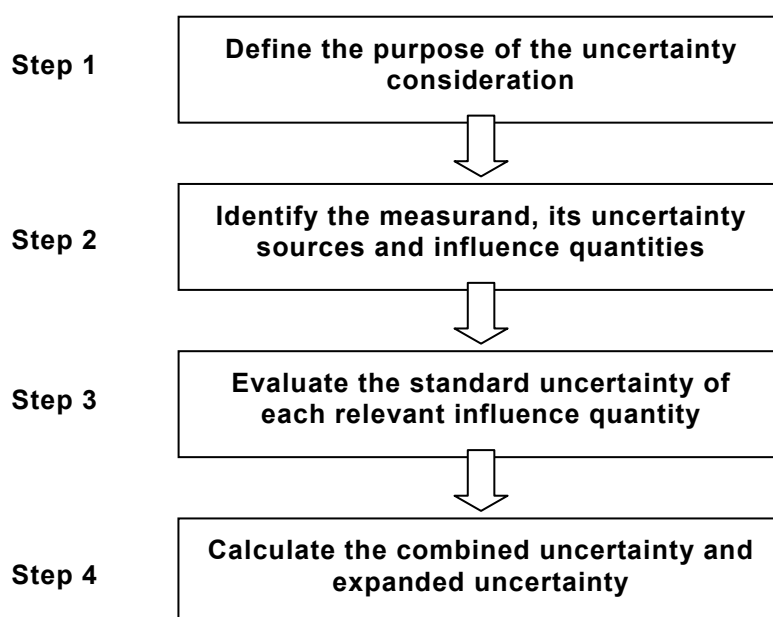 Step 1
Define the purpose of the uncertainty
consideration
Step 2
Identify the measurand, its uncertainty
sources and influence quantities
Step 3
Evaluate the standard uncertainty of
each relevant influence quantity
Step 4
Calculate the combined uncertainty and
expanded uncertainty